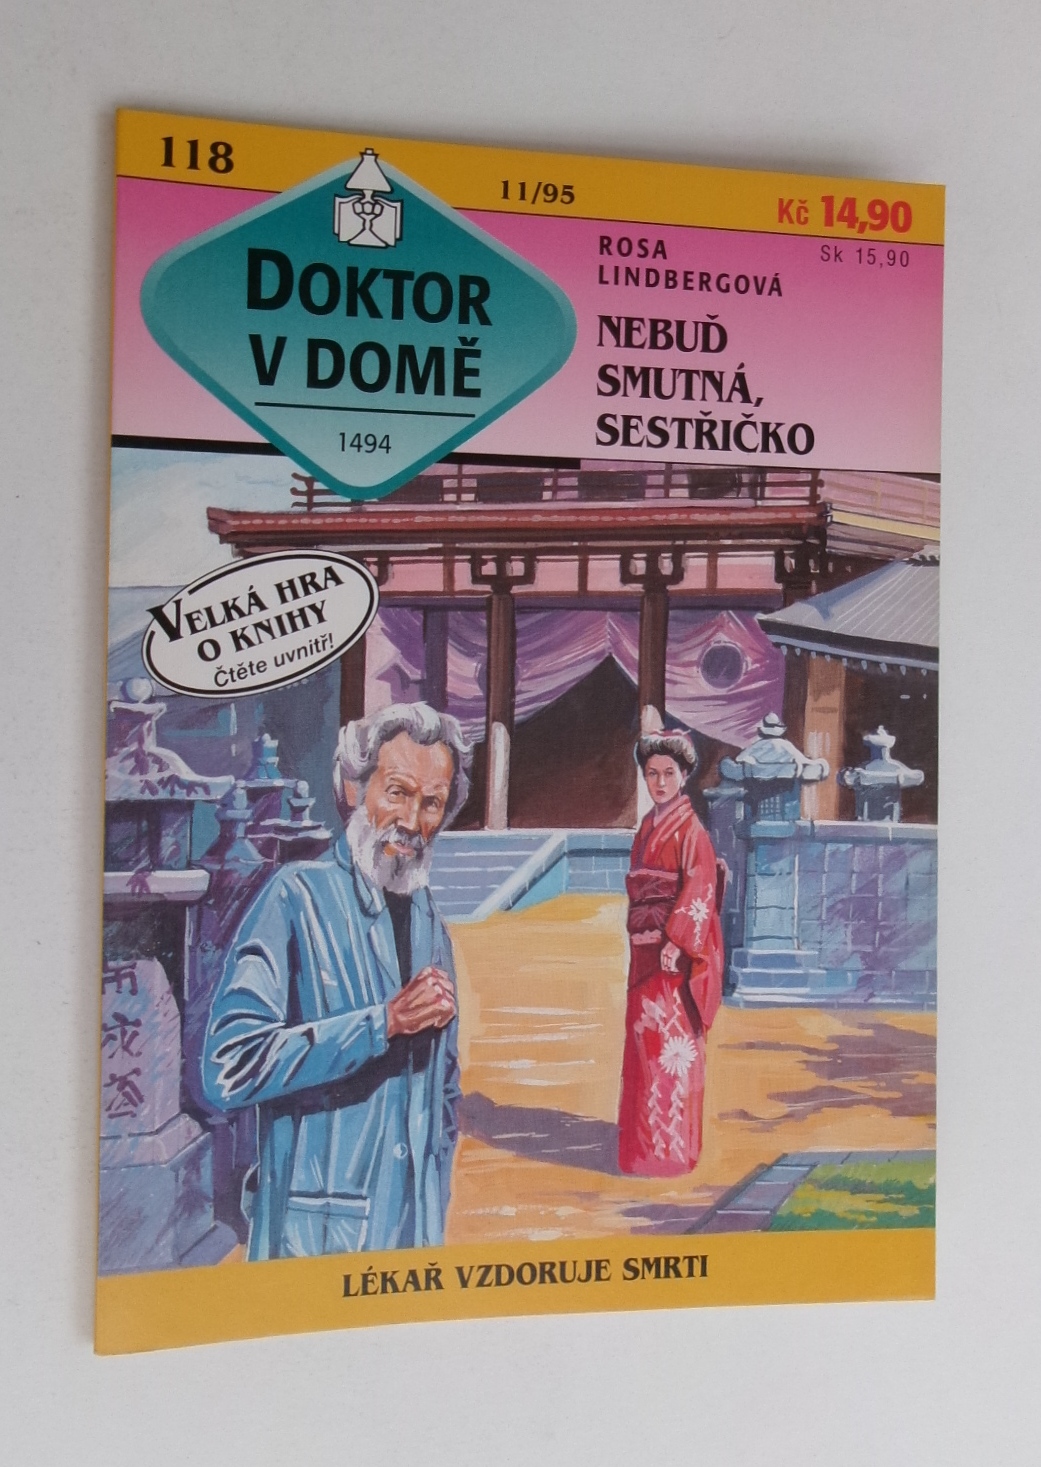 118
11/95
Kč 14,90
Sk 15,90
DOKTOR
V DOMĚ
1494
ROSA
LINDBERGOVÁ
NEBUĎ
SMUTNÁ,
SESTŘIČKO
VELKÁ HRA
O KNIHY
Čtěte uvnitř!
LÉKAŘ VZDORUJE SMRTI